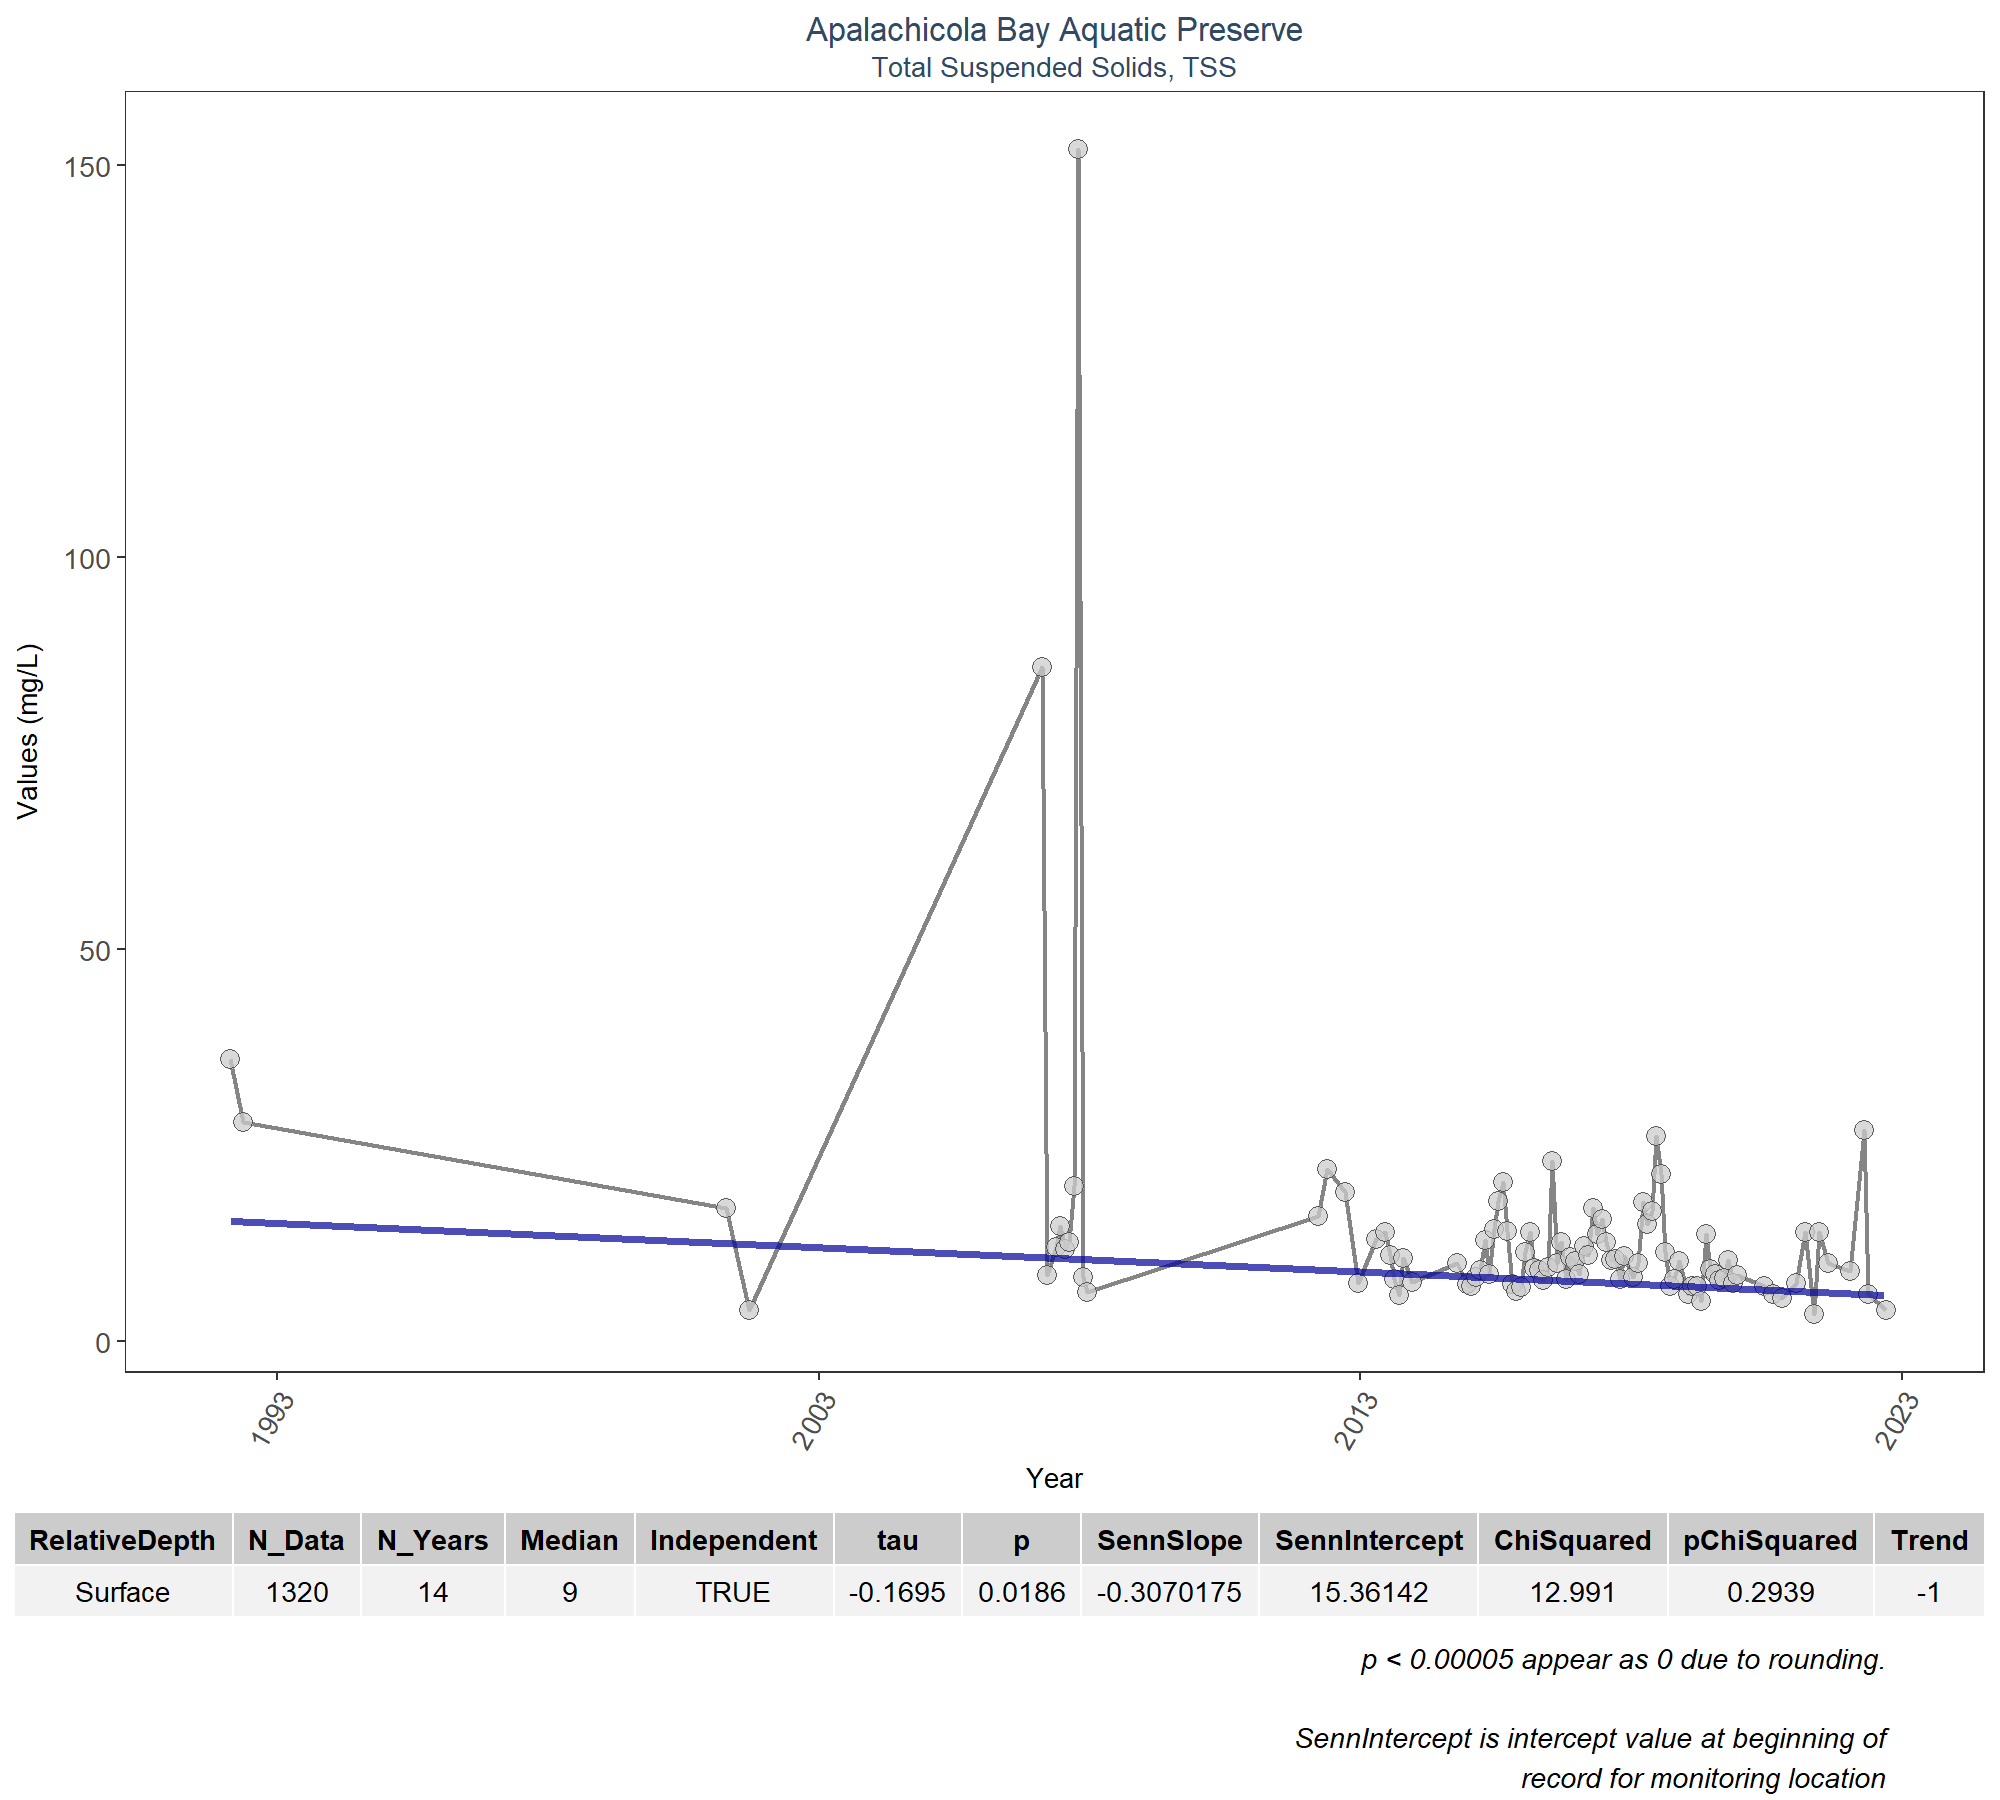 Apalachicola Bay Aquatic Preserve
Total Suspended Solids, TSS
Values (mg/L)
150
100
50
0
1993 2003 2013 2023
Year
RelativeDepth N_Data N_Years Median Independent tau p SennSlope SennIntercept ChiSquared pChiSquared Trend
Surface 1320 14 9 TRUE -0.1695 0.0186 -0.3070175 15.36142 12.991 0.2939 -1
p < 0.00005 appear as 0 due to rounding.
SennIntercept is intercept value at beginning of
record for monitoring location